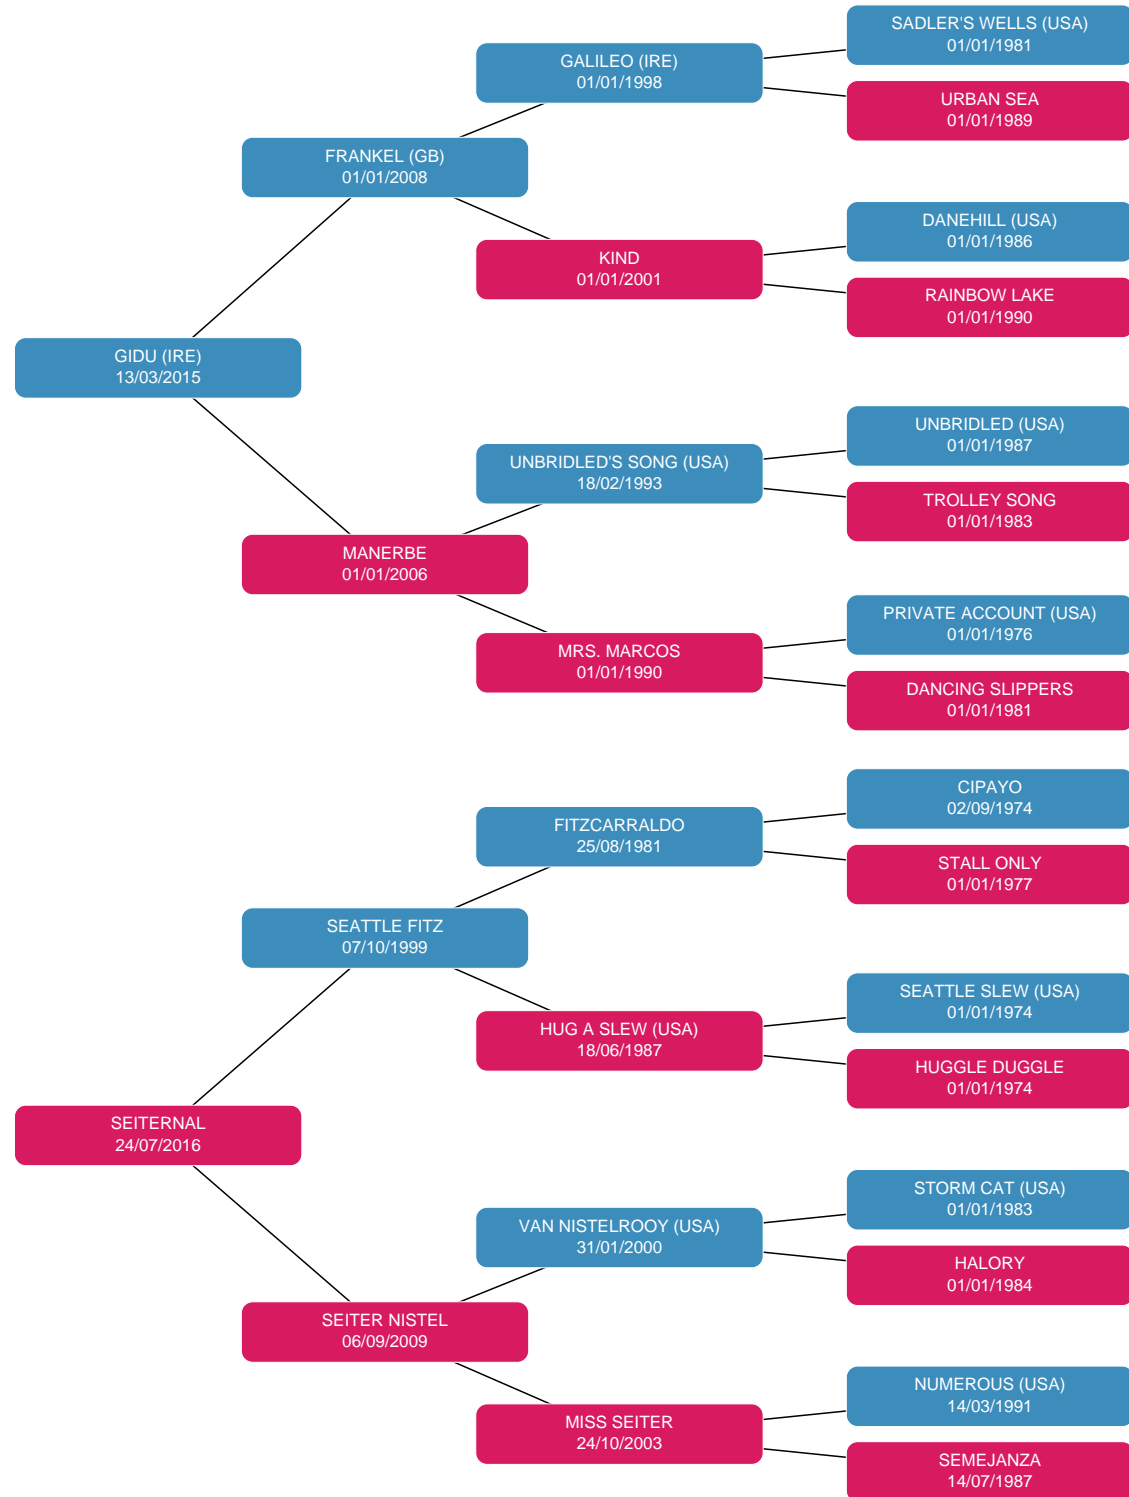 SADLER'S WELLS (USA)
01/01/1981
GALILEO (IRE)
01/01/1998
URBAN SEA
01/01/1989
FRANKEL (GB)
01/01/2008
DANEHILL (USA)
01/01/1986
KIND
01/01/2001
RAINBOW LAKE
01/01/1990
GIDU (IRE)
13/03/2015
UNBRIDLED (USA)
01/01/1987
UNBRIDLED'S SONG (USA)
18/02/1993
TROLLEY SONG
01/01/1983
MANERBE
01/01/2006
PRIVATE ACCOUNT (USA)
01/01/1976
MRS. MARCOS
01/01/1990
DANCING SLIPPERS
01/01/1981
CIPAYO
02/09/1974
FITZCARRALDO
25/08/1981
STALL ONLY
01/01/1977
SEATTLE FITZ
07/10/1999
SEATTLE SLEW (USA)
01/01/1974
HUG A SLEW (USA)
18/06/1987
HUGGLE DUGGLE
01/01/1974
SEITERNAL
24/07/2016
STORM CAT (USA)
01/01/1983
VAN NISTELROOY (USA)
31/01/2000
HALORY
01/01/1984
SEITER NISTEL
06/09/2009
NUMEROUS (USA)
14/03/1991
MISS SEITER
24/10/2003
SEMEJANZA
14/07/1987